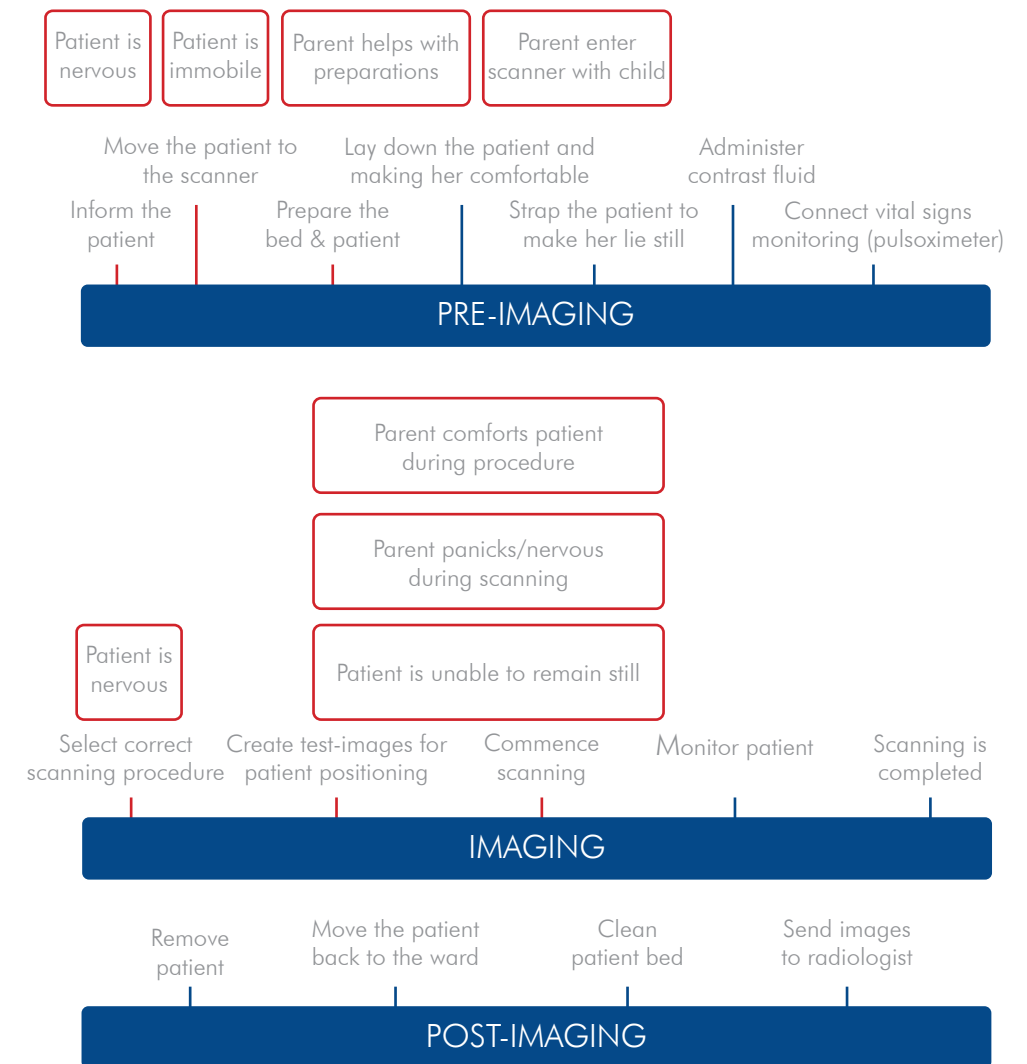 Patient is
nervous
Patient is
immobile
Parent helps with
preparations
Parent enter
scanner with child
Move the patient to
the scanner
Lay down the patient and
making her comfortable
Administer
contrast fluid
Inform the
patient
Prepare the
bed & patient
Strap the patient to
make her lie still
Connect vital signs
monitoring (pulsoximeter)
PRE-IMAGING
Parent comforts patient
during procedure
Parent panicks/nervous
during scanning
Patient is
nervous
Patient is unable to remain still
Select correct
scanning procedure
Create test-images for
patient positioning
Commence
scanning
Monitor patient
Scanning is
completed
IMAGING
Remove
patient
Move the patient
back to the ward
Clean
patient bed
Send images
to radiologist
POST-IMAGING